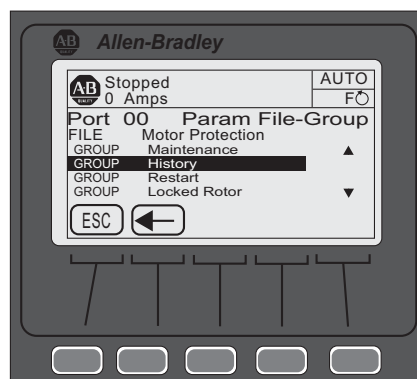 AB Allen-Bradley
AB QUALITY Stopped AUTO
0 Amps F
Port 00 Param File-Group
FILE Motor Protection
GROUP Maintenance
GROUP History
GROUP Restart
GROUP Locked Rotor
ESC